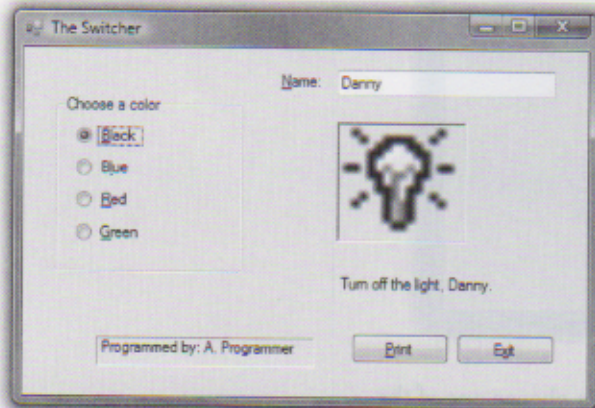 The Switcher
Name: Danny
Choose a color
Black
Blue
Red
Green
Turn off the light, Danny.
Programmed by: A. Programmer
Print
Exit